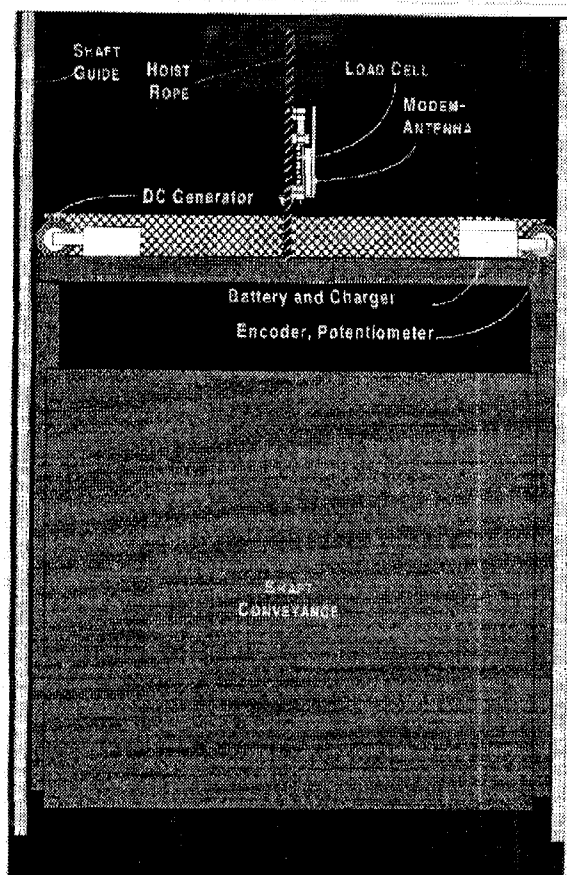 SHAFT
GUIDE
HOIST
ROPE
LOAD CELL
MODEM-
ANTENNA
DC Generator
Battery and Charger
Encoder, Potentiometer
SHAFT
CONVEYANCE